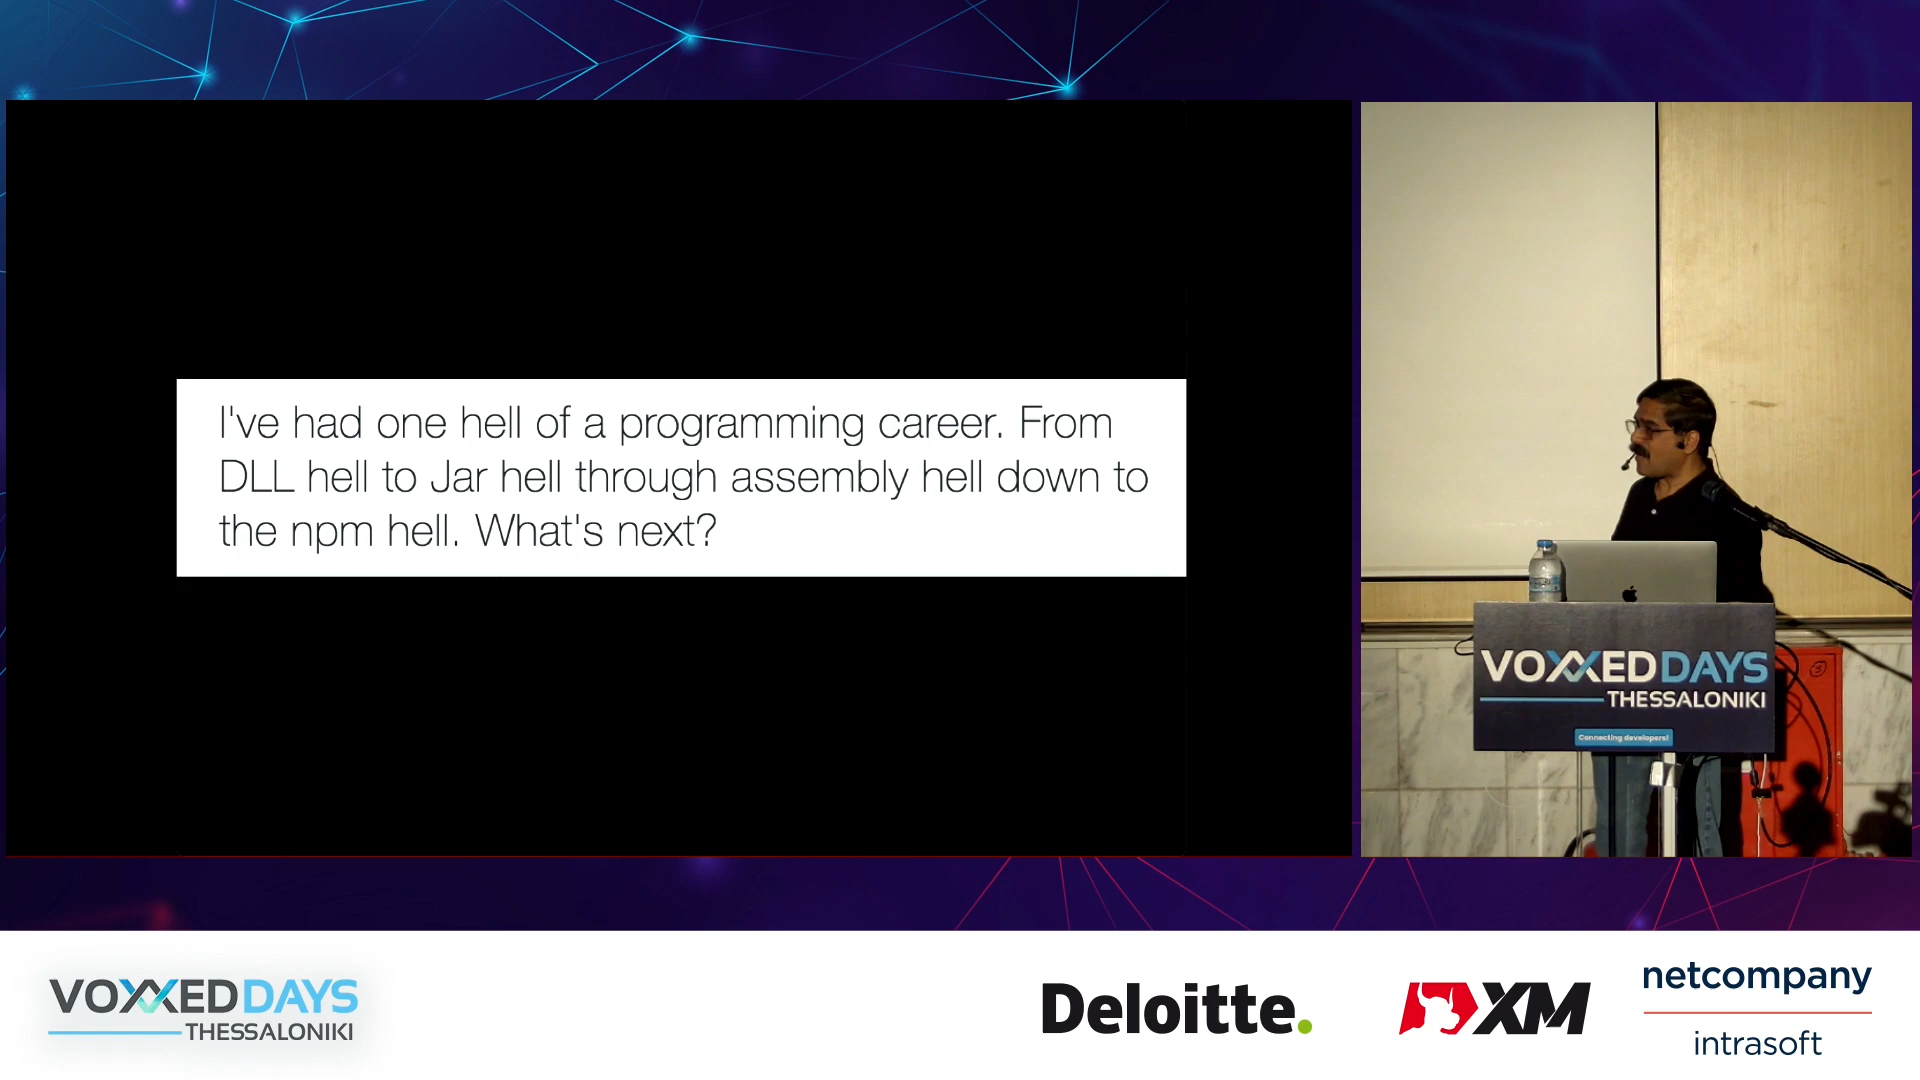 I've had one hell of a programming career. From
DLL hell to Jar hell through assembly hell down to
the npm hell. What's next?
VOXXED DAYS
THESSALONIKI
Connecting developers!
VOXXED DAYS
THESSALONIKI
Deloitte.
XM
netcompany
intrasoft